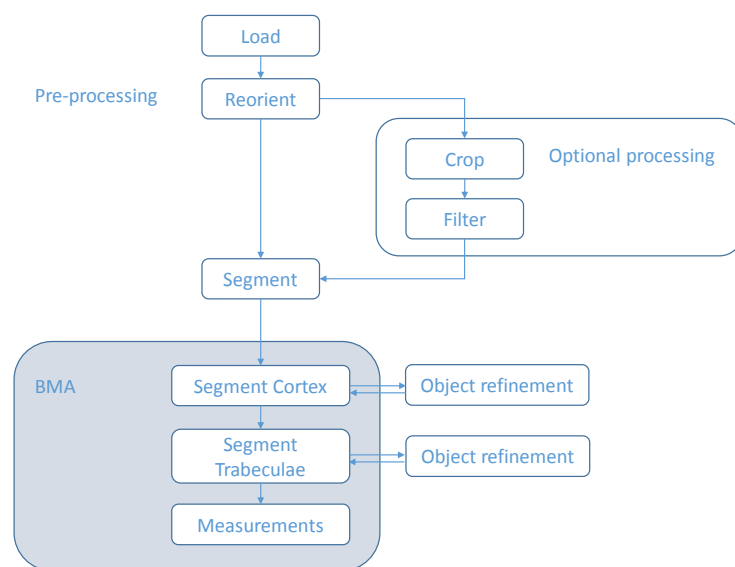 Load
Pre-processing
Reorient
Crop
Optional processing
Filter
Segment
BMA
Segment Cortex
Object refinement
Segment
Trabeculae
Object refinement
Measurements